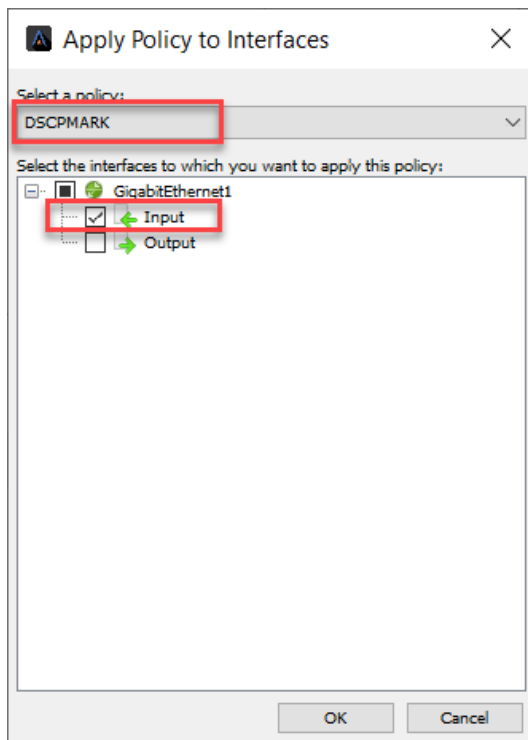 Apply Policy to Interfaces
Select a policy:
DSCPMARK
Select the interfaces to which you want to apply this policy:
GigabitEthernet1
Input
Output
OK Cancel